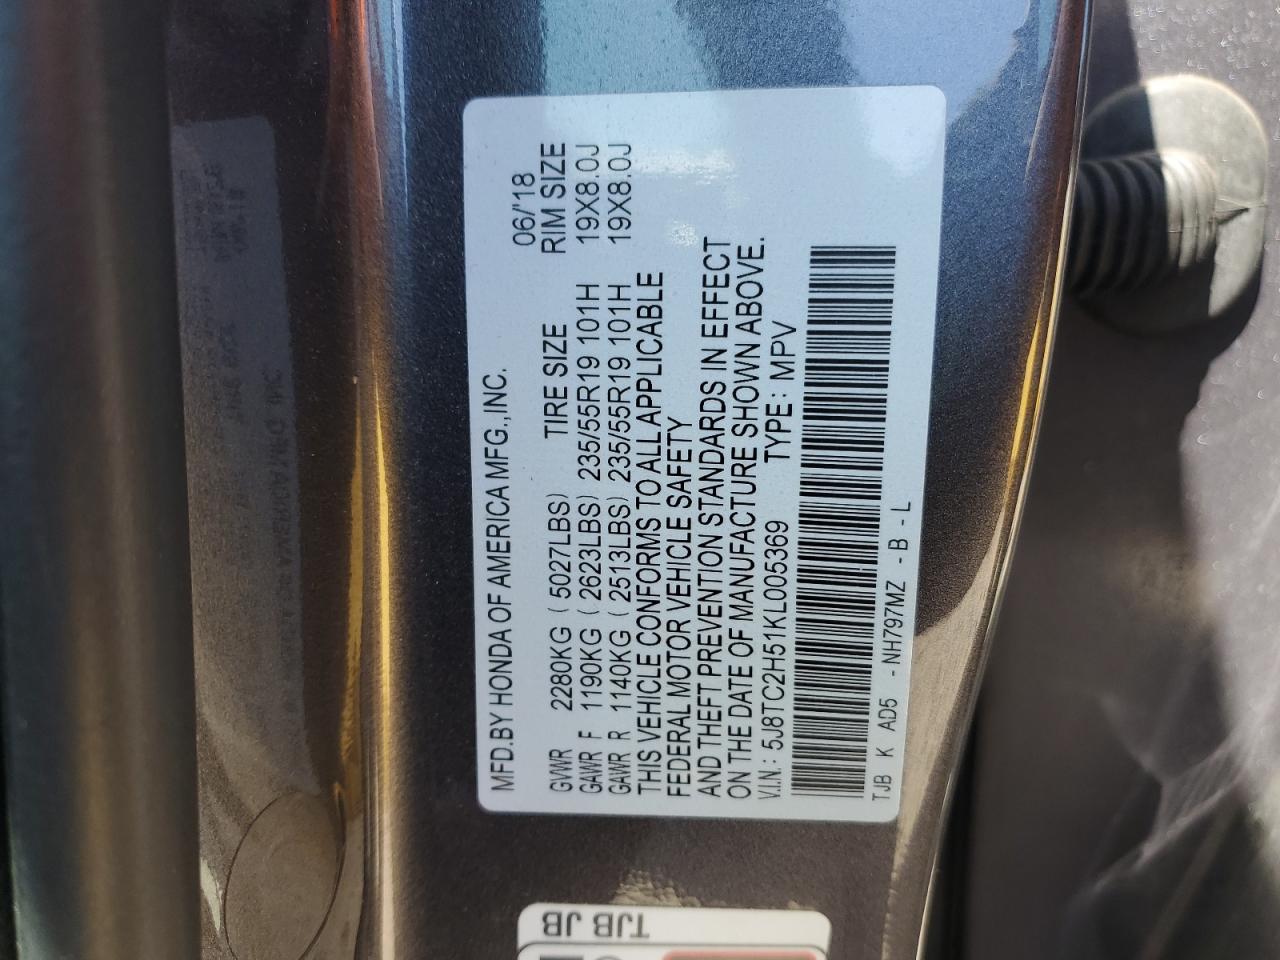 MFD.BY HONDA OF AMERICA MFG.,INC.
06/'18
GVWR 2280KG ( 5027LBS) TIRE SIZE RIM SIZE
GAWR F 1190KG ( 2623LBS) 235/55R19 101H 19X8.0J
GAWR R 1140KG ( 2513LBS) 235/55R19 101H 19X8.0J
THIS VEHICLE CONFORMS TO ALL APPLICABLE
FEDERAL MOTOR VEHICLE SAFETY
AND THEFT PREVENTION STANDARDS IN EFFECT
ON THE DATE OF MANUFACTURE SHOWN ABOVE.
V.I.N.: 5J8TC2H51KL005369 TYPE: MPV
TJB K AD5 -NH797MZ -B-L
TJB JB